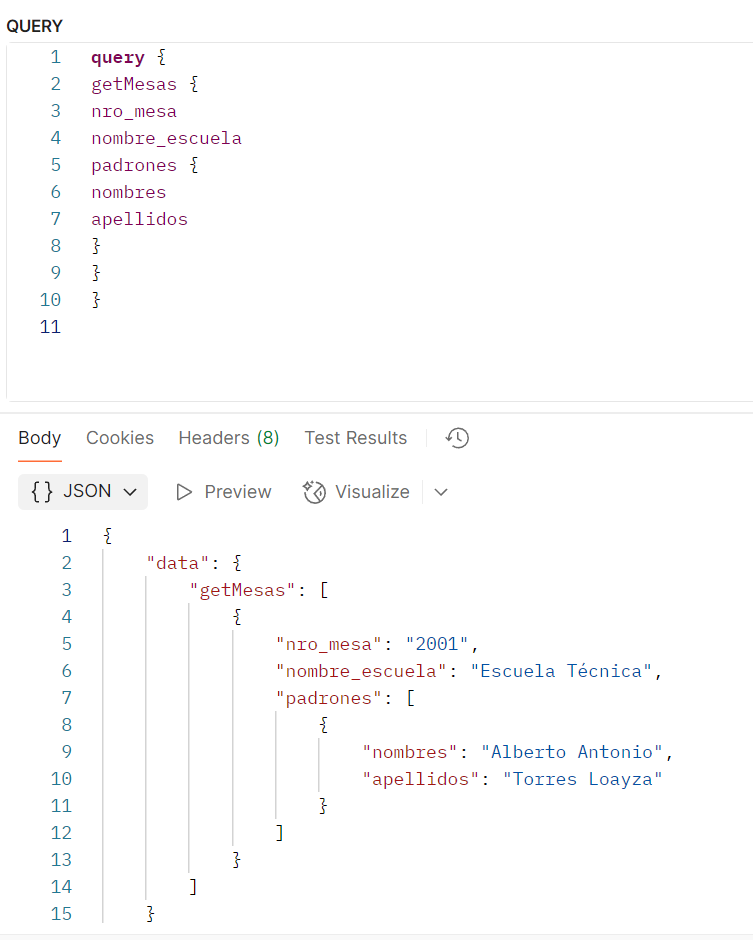 QUERY
1 query {
2 getMesas {
3 nro_mesa
4 nombre_escuela
5 padrones {
6 nombres
7 apellidos
8 }
9 }
10 }
11
Body Cookies Headers (8) Test Results
{} JSON Preview Visualize
1 {
2 "data": {
3 "getMesas": [
4 {
5 "nro_mesa": "2001",
6 "nombre_escuela": "Escuela Técnica",
7 "padrones": [
8 {
9 "nombres": "Alberto Antonio",
10 "apellidos": "Torres Loayza"
11 }
12 ]
13 }
14 ]
15 }